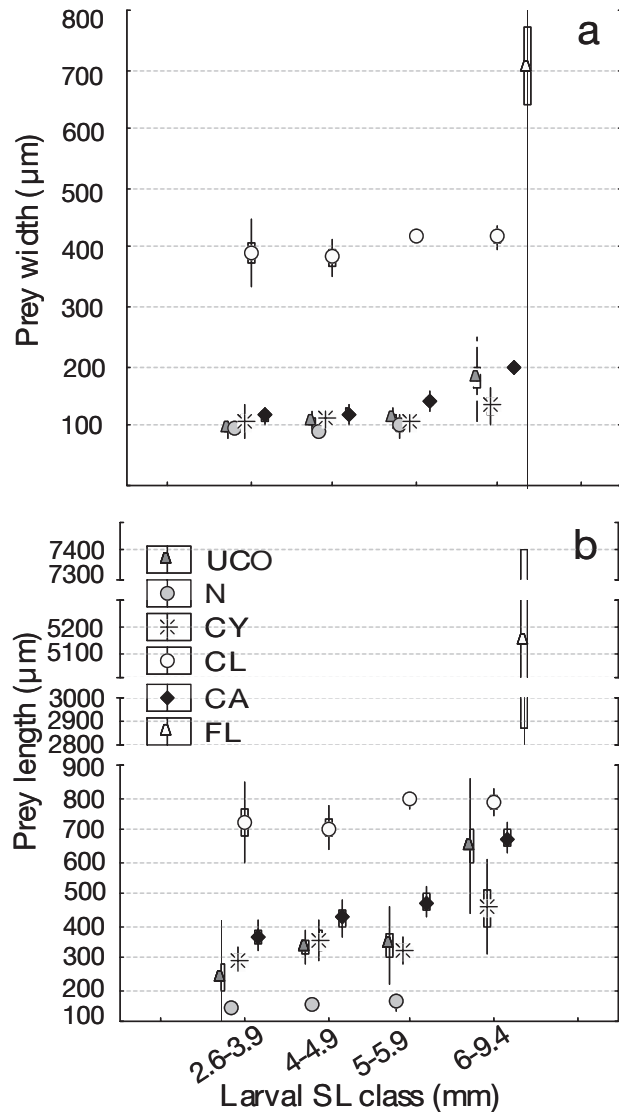 a
800
700
600
500
400
300
200
100
Prey width (µm)
b
7400
7300
5200
5100
3000
2900
2800
900
800
700
600
500
400
300
200
100
Prey length (µm)
UCO
N
CY
CL
CA
FL
2.6-3.9
4-4.9
5-5.9
6-9.4
Larval SL class (mm)